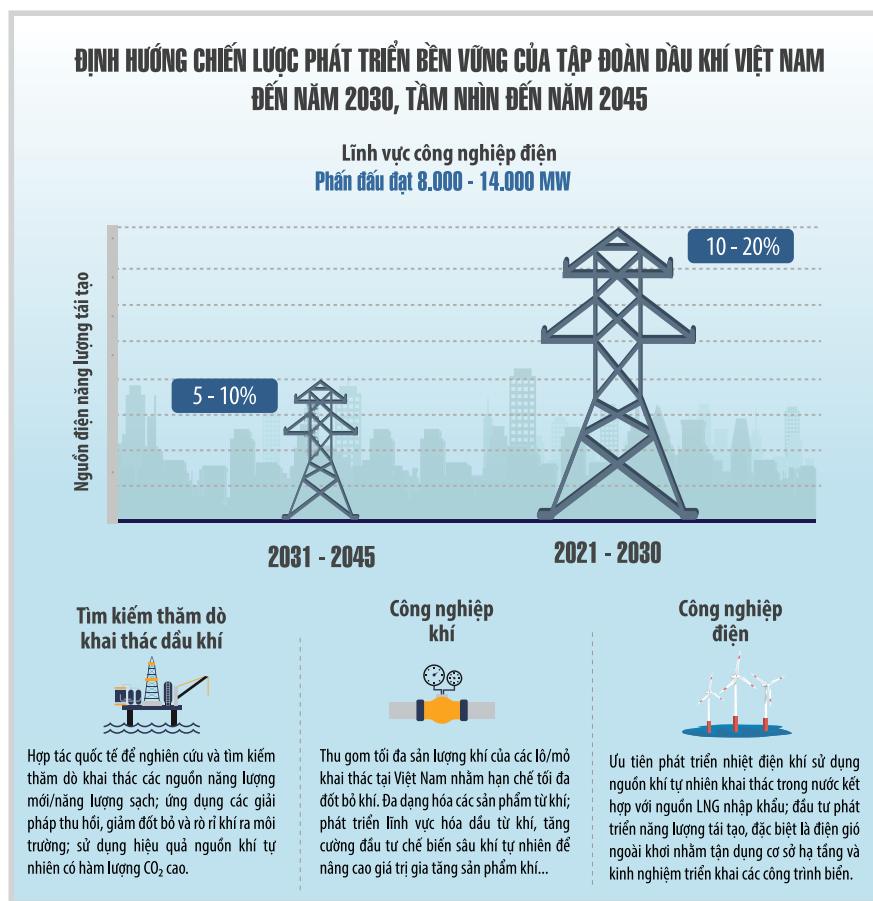 ĐỊNH HƯỚNG CHIẾN LƯỢC PHÁT TRIỂN BỀN VỮNG CỦA TẬP ĐOÀN DẦU KHÍ VIỆT NAM
ĐẾN NĂM 2030, TẦM NHÌN ĐẾN NĂM 2045
Lĩnh vực công nghiệp điện
Phấn đấu đạt 8.000 - 14.000 MW
Nguồn điện năng lượng tái tạo
10 - 20%
5 - 10%
2031 - 2045
2021 - 2030
Tìm kiếm thăm dò
khai thác dầu khí
Hợp tác quốc tế để nghiên cứu và tìm kiếm
thăm dò khai thác các nguồn năng lượng
mới/năng lượng sạch; ứng dụng các giải
pháp thu hồi, giảm đốt bỏ và rò rỉ khí ra môi
trường; sử dụng hiệu quả nguồn khí tự
nhiên có hàm lượng CO₂ cao.
Công nghiệp
khí
Thu gom tối đa sản lượng khí của các lô/mỏ
khai thác tại Việt Nam nhằm hạn chế tối đa
đốt bỏ khí. Đa dạng hóa các sản phẩm từ khí;
phát triển lĩnh vực hóa dầu từ khí, tăng
cường đầu tư chế biến sâu khí tự nhiên để
nâng cao giá trị gia tăng sản phẩm khí...
Công nghiệp
điện
Ưu tiên phát triển nhiệt điện khí sử dụng
nguồn khí tự nhiên khai thác trong nước kết
hợp với nguồn LNG nhập khẩu; đầu tư phát
triển năng lượng tái tạo, đặc biệt là điện gió
ngoài khơi nhằm tận dụng cơ sở hạ tầng và
kinh nghiệm triển khai các công trình biển.